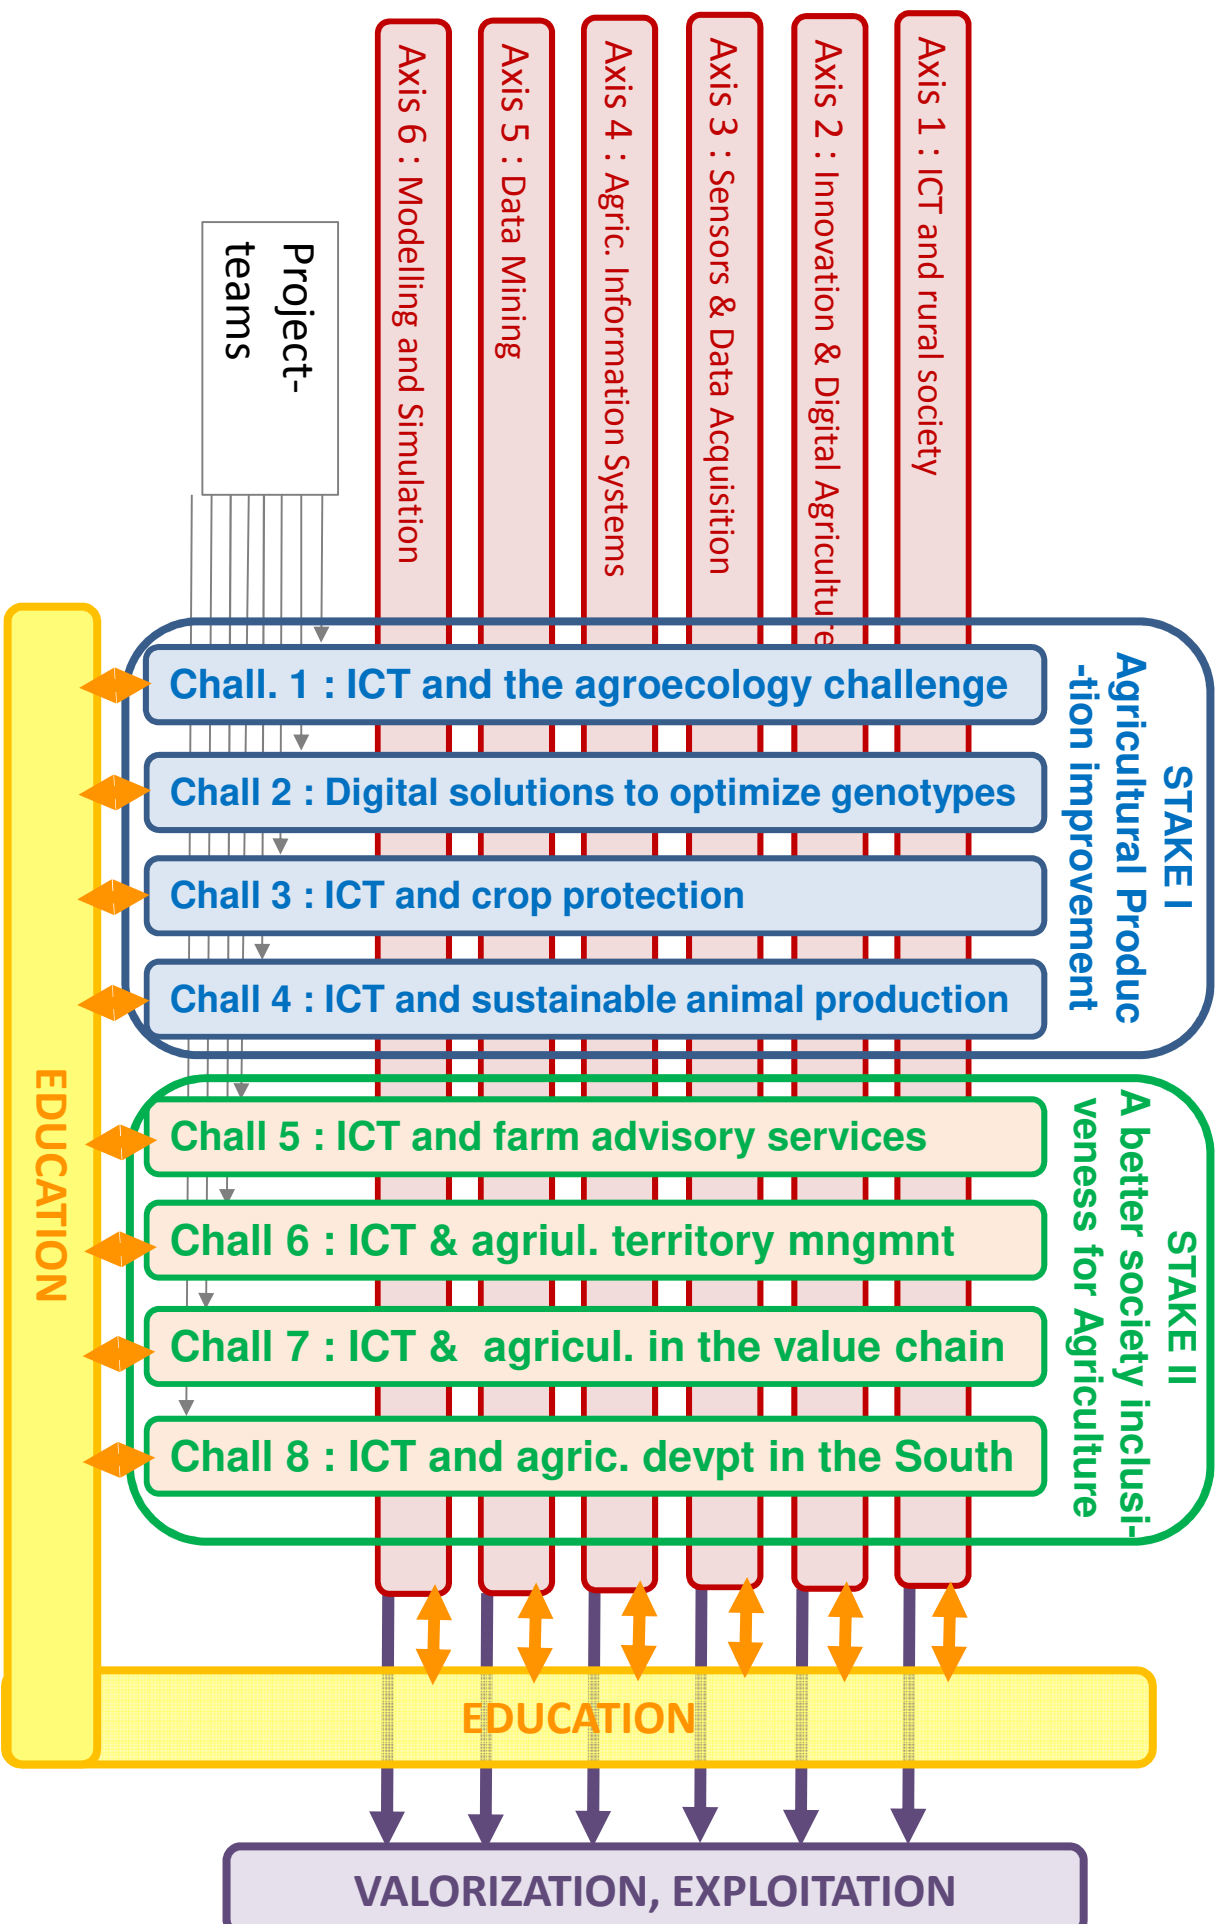 Axis 1 : ICT and rural society
Axis 2 : Innovation & Digital Agriculture
Axis 3 : Sensors & Data Acquisition
Axis 4 : Agric. Information Systems
Axis 5 : Data Mining
Axis 6 : Modelling and Simulation
Project-
teams
STAKE I
Agricultural Produc
-tion improvement
Chall. 1 : ICT and the agroecology challenge
Chall 2 : Digital solutions to optimize genotypes
Chall 3 : ICT and crop protection
Chall 4 : ICT and sustainable animal production
STAKE II
A better society inclusi-
veness for Agriculture
Chall 5 : ICT and farm advisory services
Chall 6 : ICT & agriul. territory mngmnt
Chall 7 : ICT &  agricul. in the value chain
Chall 8 : ICT and agric. devpt in the South
EDUCATION
EDUCATION
VALORIZATION, EXPLOITATION